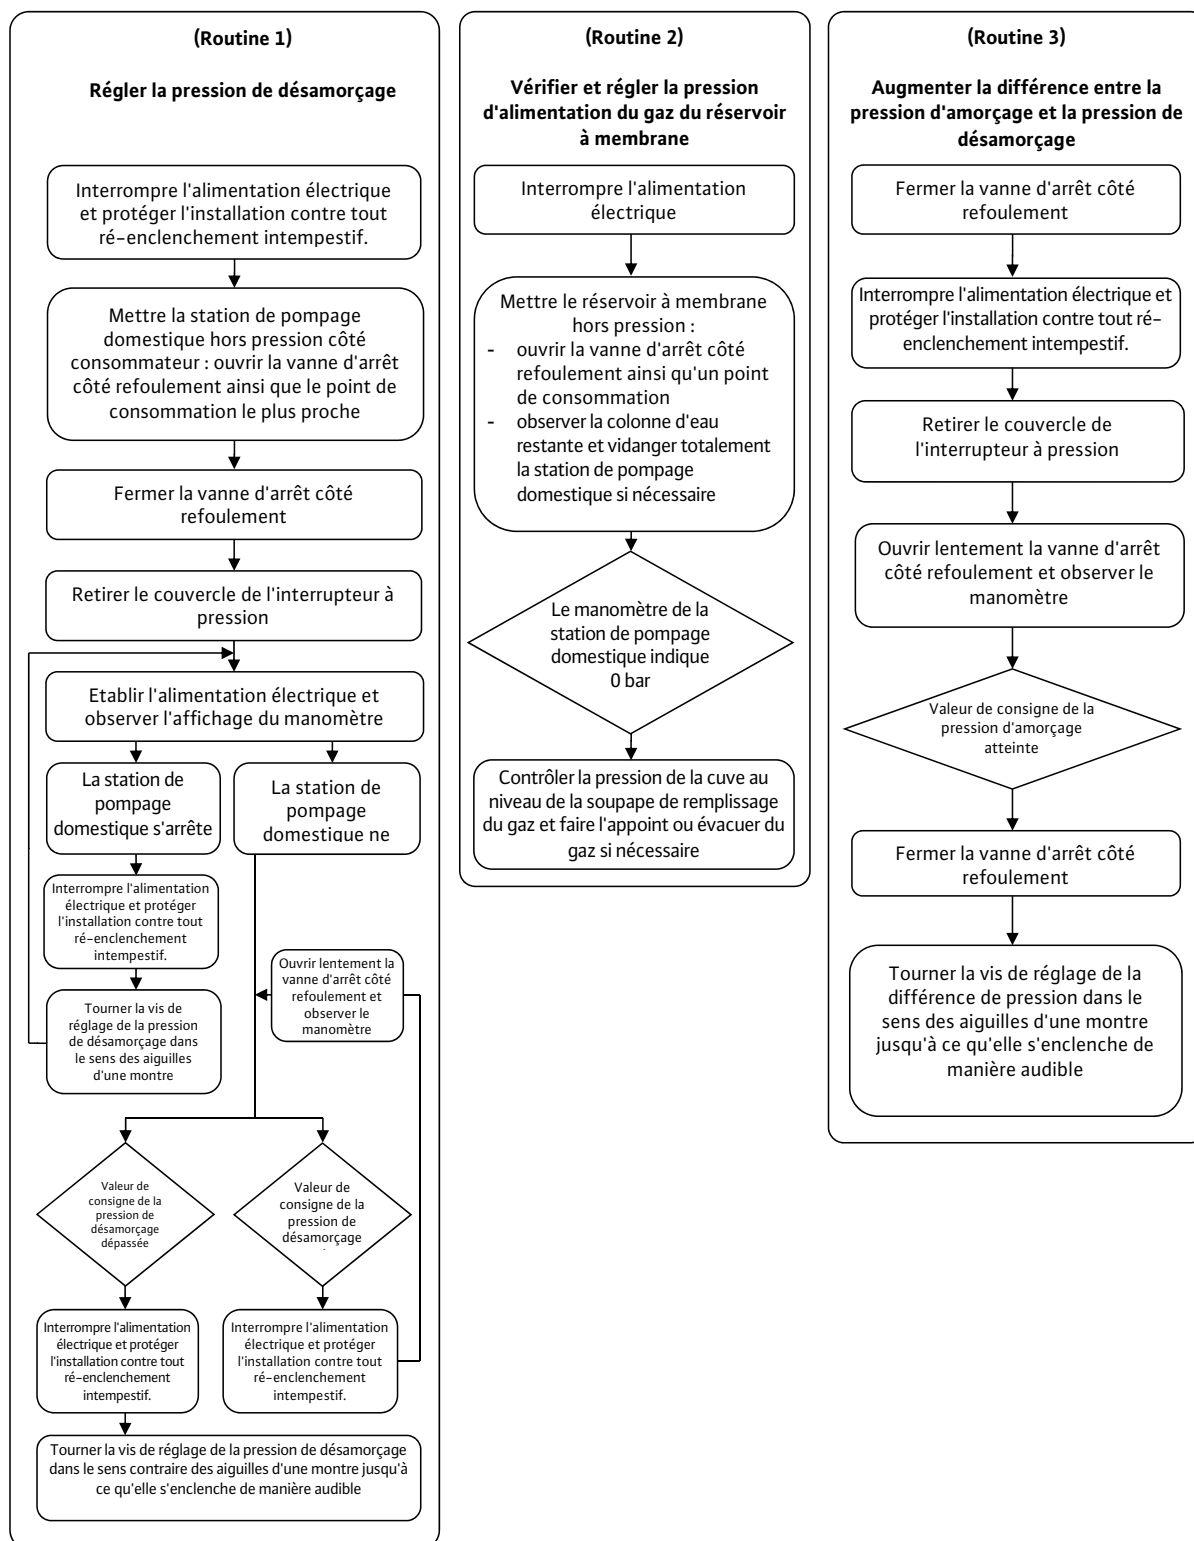 (Routine 1)
Régler la pression de désamorçage
Interrompre l'alimentation électrique
et protéger l'installation contre tout
ré-enclenchement intempestif.
Mettre la station de pompage
domestique hors pression côté
consommateur : ouvrir la vanne d'arrêt
côté refoulement ainsi que le point de
consommation le plus proche
Fermer la vanne d'arrêt côté
refoulement
Retirer le couvercle de l'interrupteur à
pression
Etablir l'alimentation électrique et
observer l'affichage du manomètre
La station de
pompage
domestique s'arrête
La station de
pompage
domestique ne
Interrompre l'alimentation
électrique et protéger
l'installation contre tout
ré-enclenchement
intempestif.
Ouvrir lentement la
vanne d'arrêt côté
refoulement et
observer le
manomètre
Tourner la vis de
réglage de la pression
de désamorçage dans
le sens des aiguilles
d'une montre
Valeur de
consigne de la
pression de
désamorçage
dépassée
Valeur de
consigne de la
pression de
désamorçage
Interrompre l'alimentation
électrique et protéger
l'installation contre tout
ré-enclenchement
intempestif.
Interrompre l'alimentation
électrique et protéger
l'installation contre tout
ré-enclenchement
intempestif.
Tourner la vis de réglage de la pression de désamorçage
dans le sens contraire des aiguilles d'une montre jusqu'à
ce qu'elle s'enclenche de manière audible
(Routine 2)
Vérifier et régler la pression
d'alimentation du gaz du réservoir
à membrane
Interrompre l'alimentation
électrique
Mettre le réservoir à membrane
hors pression :
- ouvrir la vanne d'arrêt côté
refoulement ainsi qu'un point
de consommation
- observer la colonne d'eau
restante et vidanger totalement
la station de pompage
domestique si nécessaire
Le manomètre de la
station de pompage
domestique indique
0 bar
Contrôler la pression de la cuve au
niveau de la soupape de remplissage
du gaz et faire l'appoint ou évacuer du
gaz si nécessaire
(Routine 3)
Augmenter la différence entre la
pression d'amorçage et la pression de
désamorçage
Fermer la vanne d'arrêt côté
refoulement
Interrompre l'alimentation électrique et
protéger l'installation contre tout ré-
enclenchement intempestif.
Retirer le couvercle de
l'interrupteur à pression
Ouvrir lentement la vanne d'arrêt
côté refoulement et observer le
manomètre
Valeur de consigne de la
pression d'amorçage
atteinte
Fermer la vanne d'arrêt côté
refoulement
Tourner la vis de réglage de la
différence de pression dans le
sens des aiguilles d'une montre
jusqu'à ce qu'elle s'enclenche de
manière audible